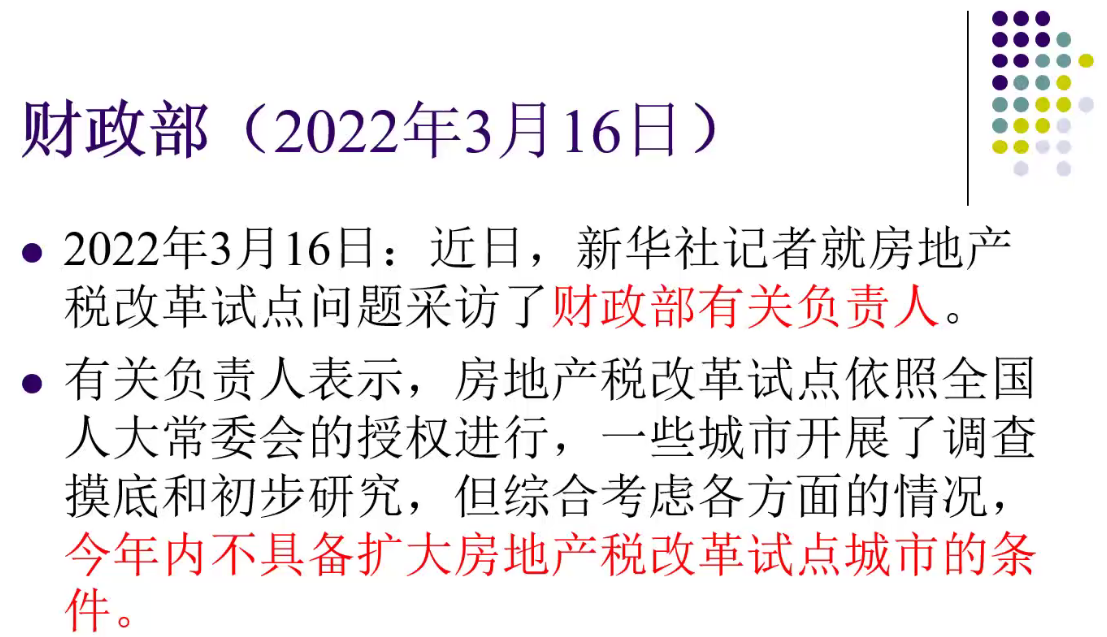 财政部（2022年3月16日）
2022年3月16日：近日，新华社记者就房地产
税改革试点问题采访了财政部有关负责人。
有关负责人表示，房地产税改革试点依照全国
人大常委会的授权进行，一些城市开展了调查
摸底和初步研究，但综合考虑各方面的情况，
今年内不具备扩大房地产税改革试点城市的条
件。